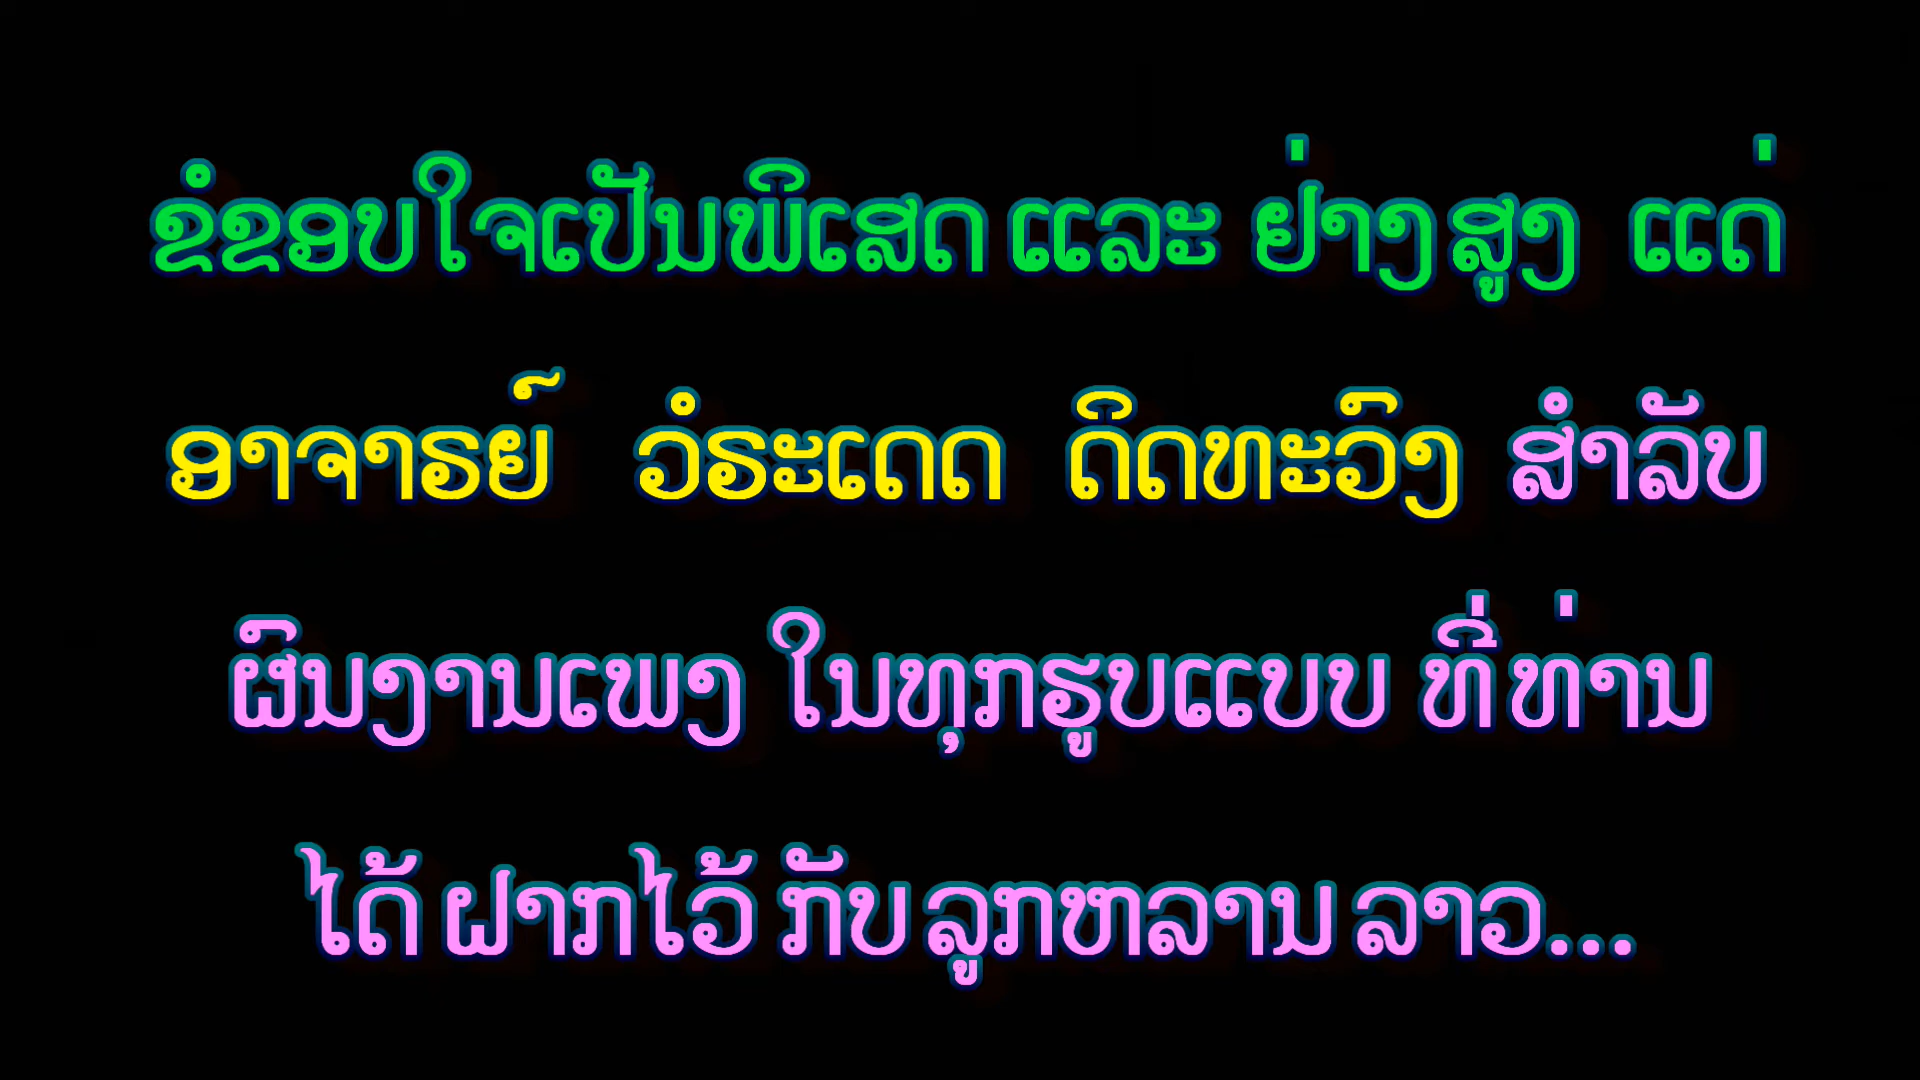 ຂໍຂອບໃຈເປັນພິເສດ ແລະ ຢ່າງສູງ ແດ່
ອາຈາຣຍ໌ ວໍຣະເດດ ດິດທະວົງ ສຳລັບ
ຜົນງານເພງ ໃນທຸກຮູບແບບ ທີ່ທ່ານ
ໄດ້ ຝາກໄວ້ ກັບ ລູກຫລານ ລາວ...